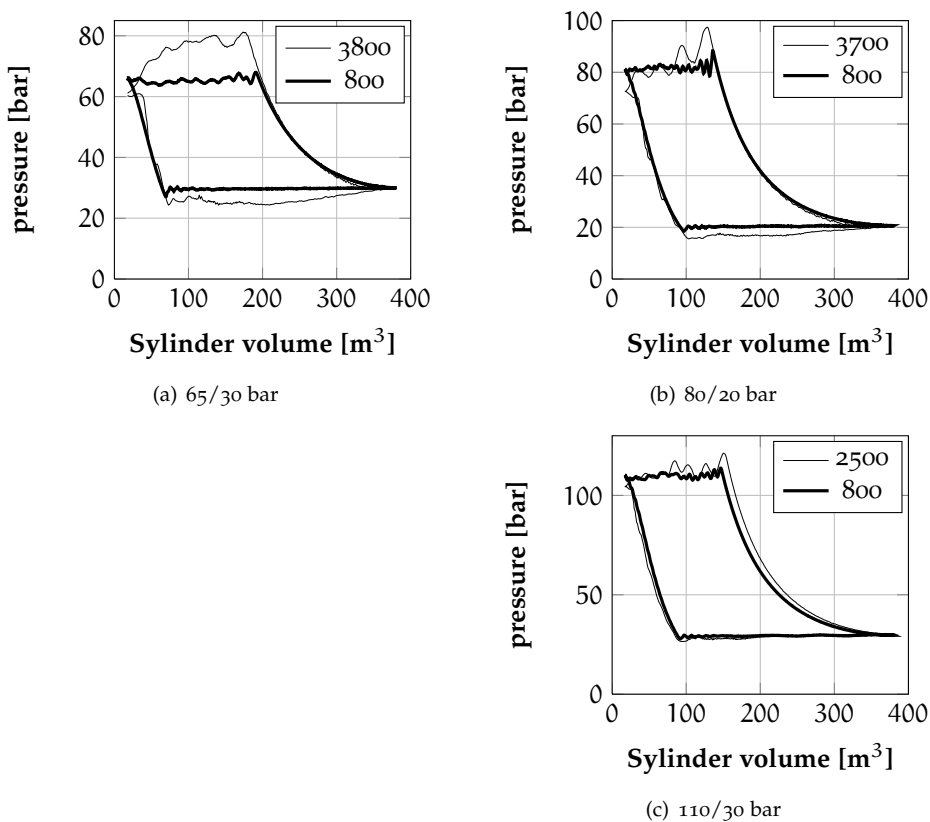 80
60
40
20
0
0 100 200 300 400
pressure [bar]
Sylinder volume [m³]
3800
800
(a) 65/30 bar
100
80
60
40
20
0
0 100 200 300 400
pressure [bar]
Sylinder volume [m³]
3700
800
(b) 80/20 bar
100
50
0
0 100 200 300 400
pressure [bar]
Sylinder volume [m³]
2500
800
(c) 110/30 bar